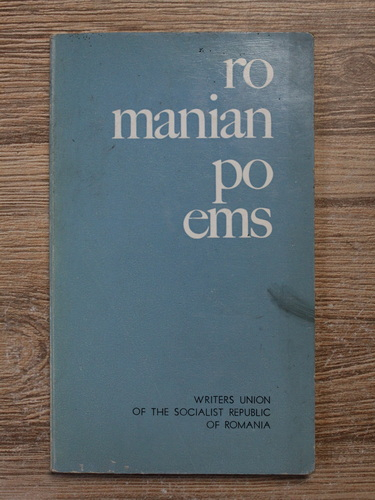 ro
manian
po
ems
WRITERS UNION
OF THE SOCIALIST REPUBLIC
OF ROMANIA